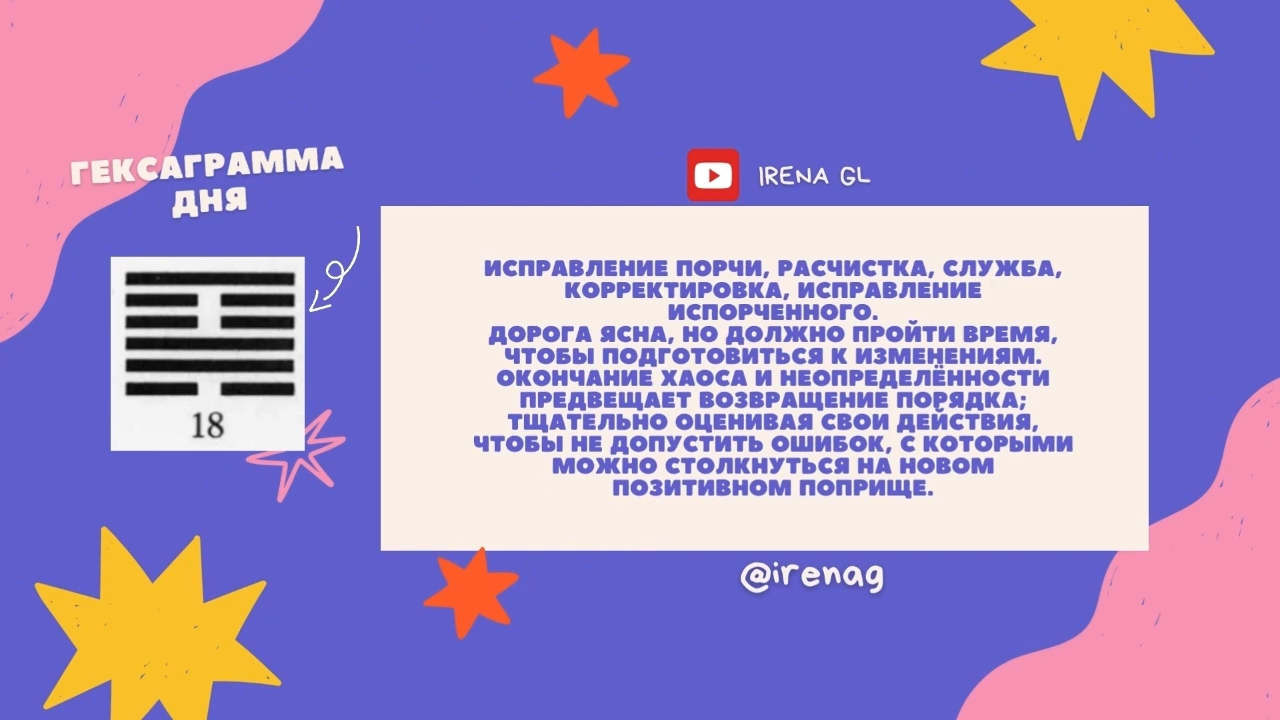 ГЕКСАГРАММА
ДНЯ
18
IRENA GL
ИСПРАВЛЕНИЕ ПОРЧИ, РАСЧИСТКА, СЛУЖБА,
КОРРЕКТИРОВКА, ИСПРАВЛЕНИЕ
ИСПОРЧЕННОГО.
ДОРОГА ЯСНА, НО ДОЛЖНО ПРОЙТИ ВРЕМЯ,
ЧТОБЫ ПОДГОТОВИТЬСЯ К ИЗМЕНЕНИЯМ.
ОКОНЧАНИЕ ХАОСА И НЕОПРЕДЕЛЁННОСТИ
ПРЕДВЕЩАЕТ ВОЗВРАЩЕНИЕ ПОРЯДКА;
ТЩАТЕЛЬНО ОЦЕНИВАЯ СВОИ ДЕЙСТВИЯ,
ЧТОБЫ НЕ ДОПУСТИТЬ ОШИБОК, С КОТОРЫМИ
МОЖНО СТОЛКНУТЬСЯ НА НОВОМ
ПОЗИТИВНОМ ПОПРИЩЕ.
@irenag